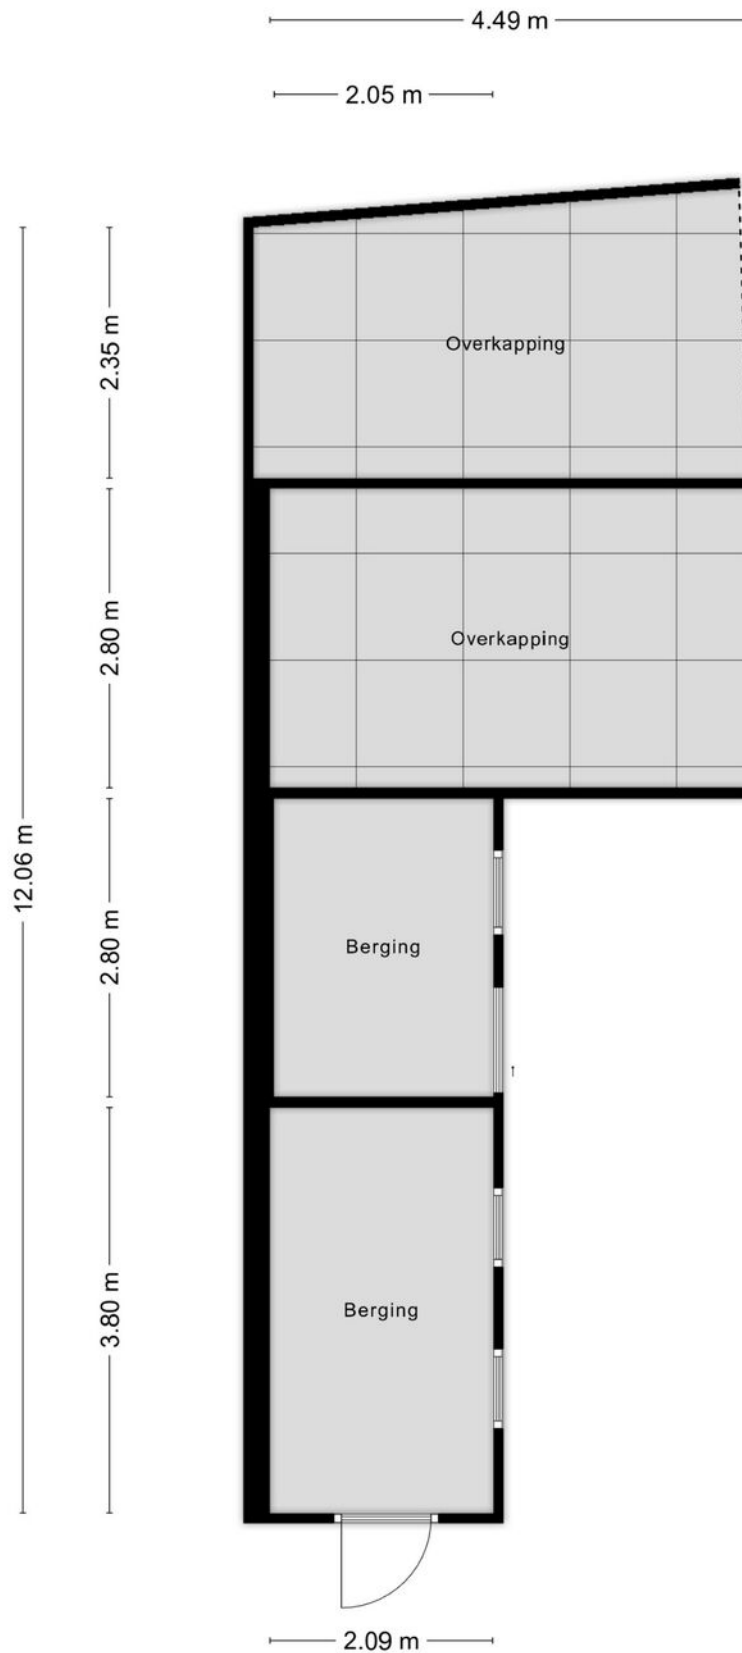 4.49 m
2.05 m
2.35 m
Overkapping
2.80 m
Overkapping
12.06 m
2.80 m
Berging
3.80 m
Berging
2.09 m